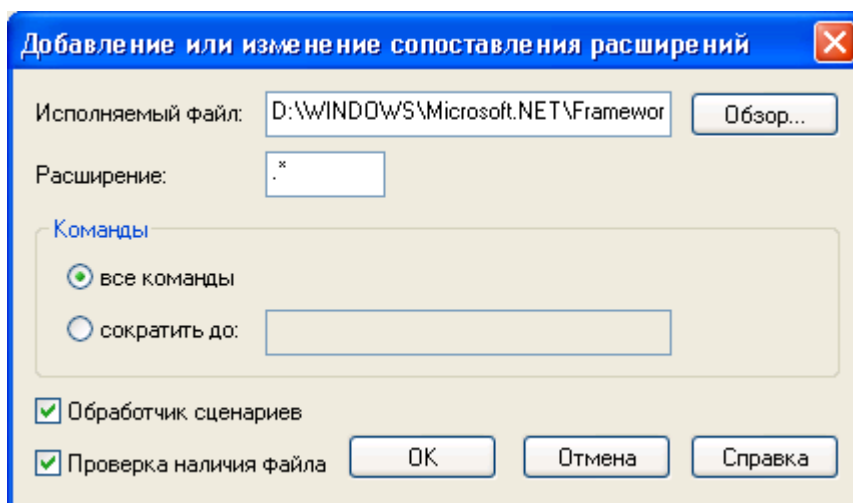 Добавление или изменение сопоставления расширений
Исполняемый файл: D:\WINDOWS\Microsoft.NET\Framewor Обзор...
Расширение: .*
Команды
все команды
сократить до:
Обработчик сценариев
Проверка наличия файла OK Отмена Справка